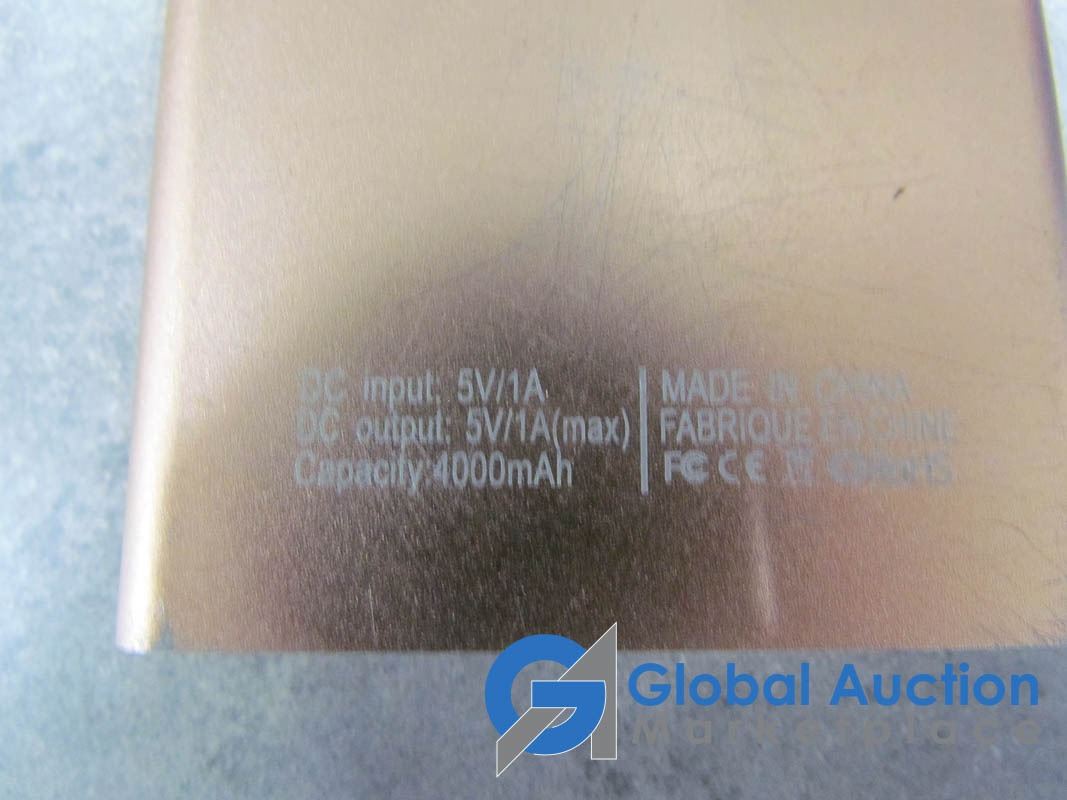 DC input: 5V/1A
DC output: 5V/1A(max)
Capacity:4000mAh
MADE IN CHINA
FABRIQUE EN CHINE
FC CE RoHS
Global Auction
Marketplace